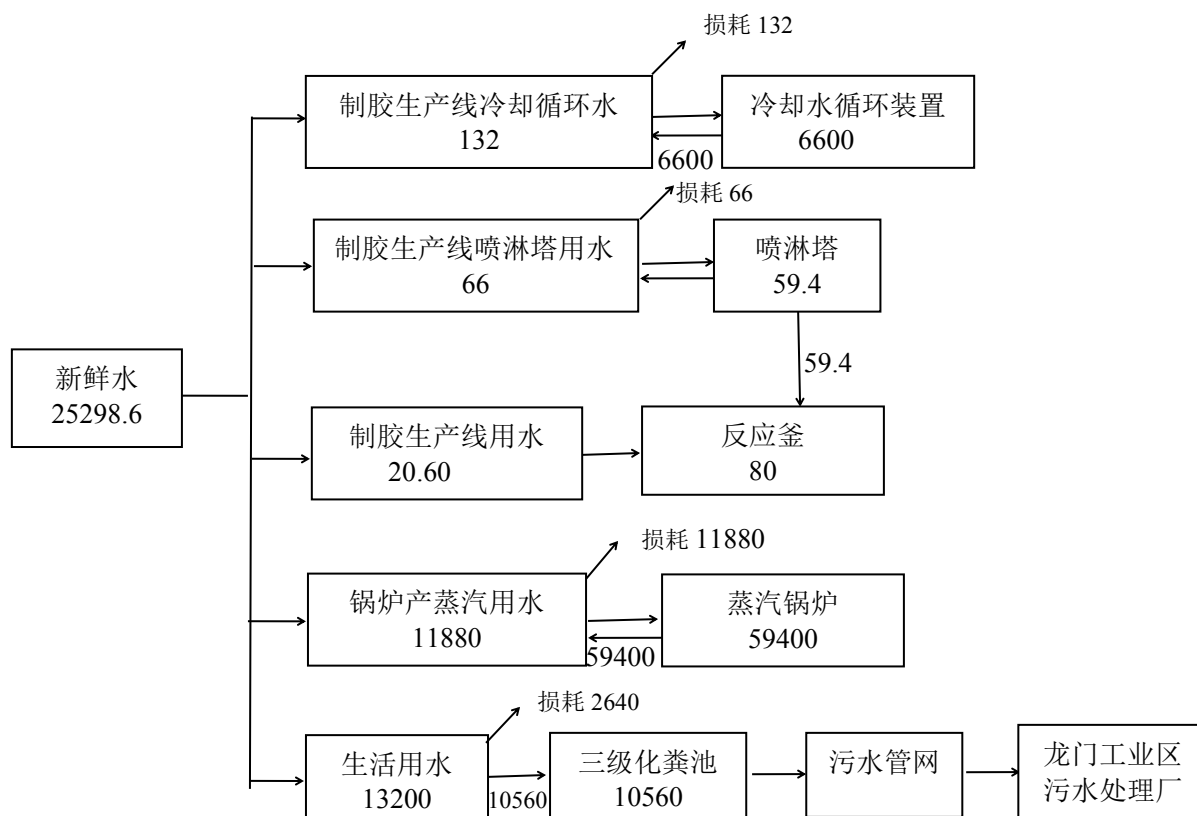 损耗 132
制胶生产线冷却循环水
132
冷却水循环装置
6600
6600
损耗 66
制胶生产线喷淋塔用水
66
喷淋塔
59.4
59.4
新鲜水
25298.6
制胶生产线用水
20.60
反应釜
80
损耗 11880
锅炉产蒸汽用水
11880
蒸汽锅炉
59400
59400
损耗 2640
生活用水
13200
10560
三级化粪池
10560
污水管网
龙门工业区
污水处理厂